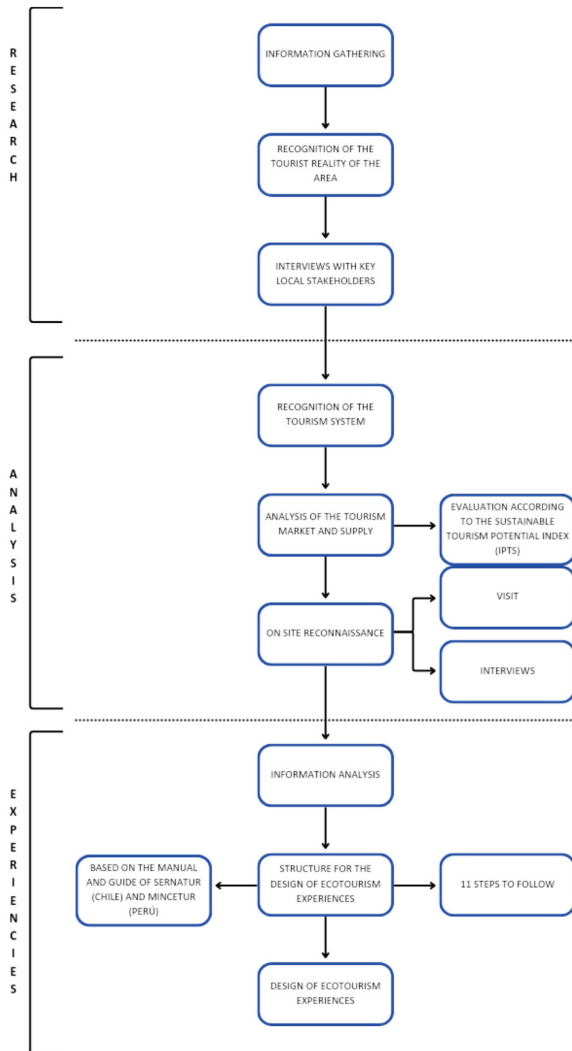 RESEARCH
INFORMATION GATHERING
RECOGNITION OF THE
TOURIST REALITY OF THE
AREA
INTERVIEWS WITH KEY
LOCAL STAKEHOLDERS
ANALYSIS
RECOGNITION OF THE
TOURISM SYSTEM
ANALYSIS OF THE TOURISM
MARKET AND SUPPLY
EVALUATION ACCORDING
TO THE SUSTAINABLE
TOURISM POTENTIAL INDEX
(IPTS)
ON SITE RECONNAISSANCE
VISIT
INTERVIEWS
EXPERIENCIES
INFORMATION ANALYSIS
BASED ON THE MANUAL
AND GUIDE OF SERNATUR
(CHILE) AND MINCETUR
(PERÚ)
STRUCTURE FOR THE
DESIGN OF ECOTOURISM
EXPERIENCES
11 STEPS TO FOLLOW
DESIGN OF ECOTOURISM
EXPERIENCES